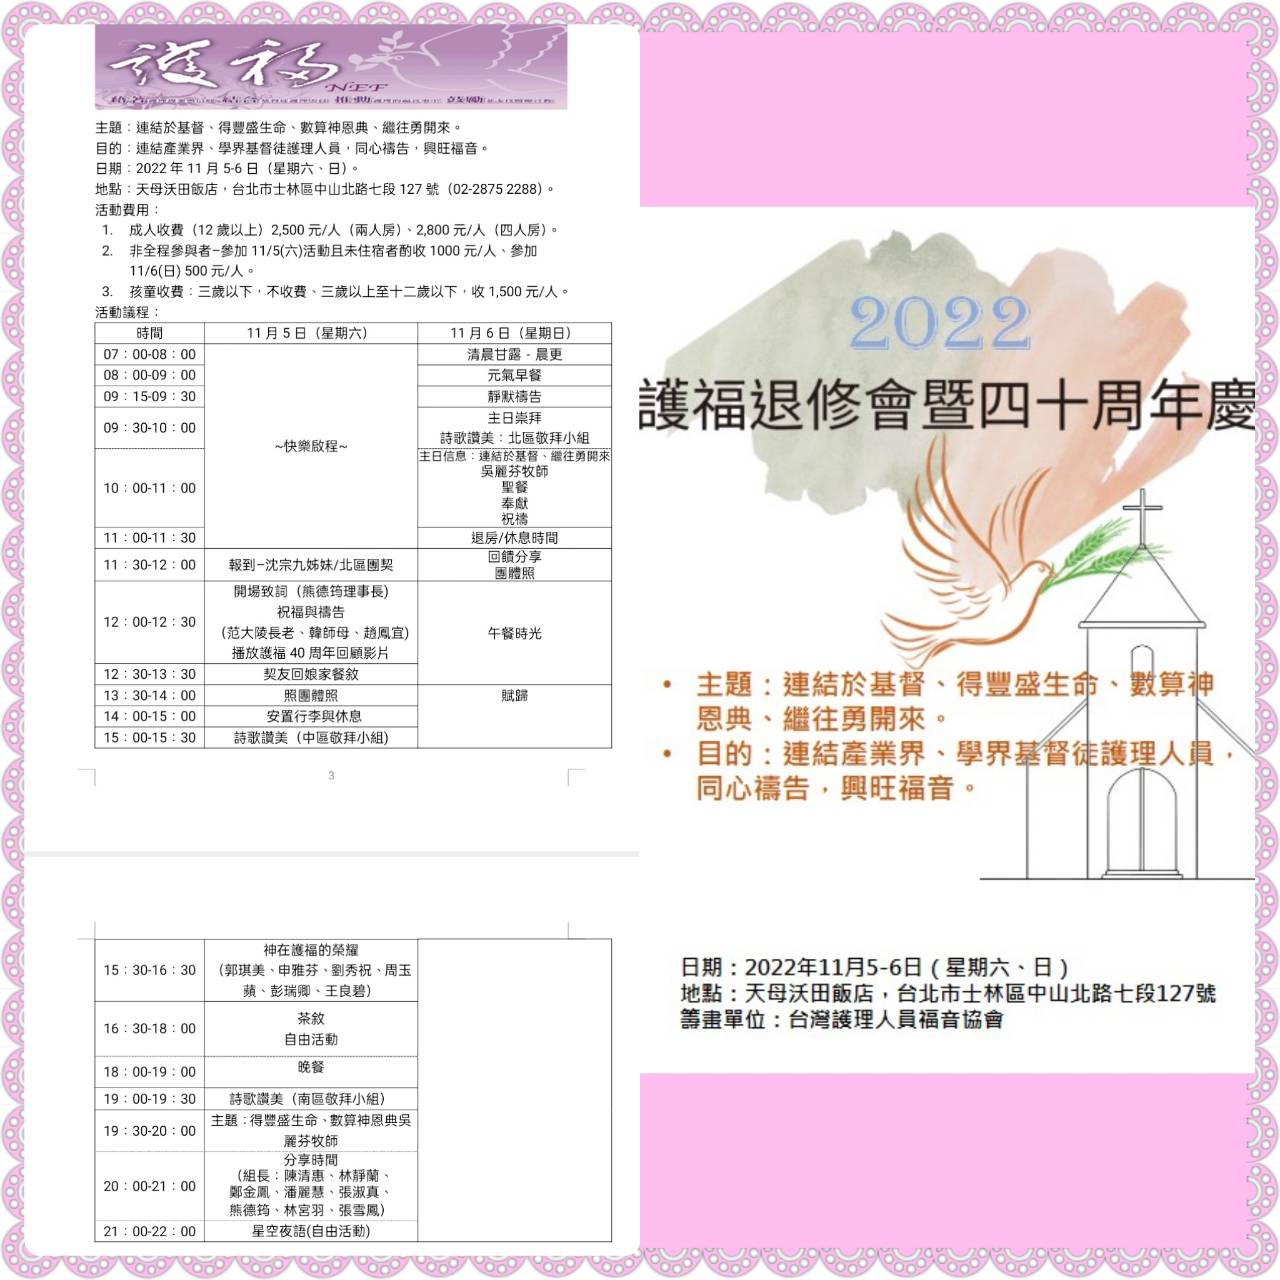 護福
NEF
主題：連結於基督、得豐盛生命、數算神恩典、繼往勇開來。
目的：連結產業界、學界基督徒護理人員，同心禱告，興旺福音。
日期：2022 年 11 月 5-6 日（星期六、日）。
地點：天母沃田飯店，台北市士林區中山北路七段 127 號（02-2875 2288）。
活動費用：
1. 成人收費（12 歲以上）2,500 元/人（兩人房）、2,800 元/人（四人房）。
2. 非全程參與者–參加 11/5(六)活動且未住宿者酌收 1000 元/人、參加
11/6(日) 500 元/人。
3. 孩童收費：三歲以下，不收費、三歲以上至十二歲以下，收 1,500 元/人。
活動議程：
時間 11 月 5 日（星期六） 11 月 6 日（星期日）
07：00-08：00 清晨甘露 - 晨更
08：00-09：00 元氣早餐
09：15-09：30 靜默禱告
09：30-10：00 主日崇拜
詩歌讚美：北區敬拜小組
~快樂啟程~
10：00-11：00 主日信息：連結於基督、繼往勇開來
吳麗芬牧師
聖餐
奉獻
祝禱
11：00-11：30 退房/休息時間
11：30-12：00 報到–沈宗九姊妹/北區團契 回饋分享
團體照
12：00-12：30 開場致詞（熊德筠理事長)
祝福與禱告
(范大陵長老、韓師母、趙鳳宜)
播放護福 40 周年回顧影片
午餐時光
12：30-13：30 契友回娘家餐敘
13：30-14：00 照團體照 賦歸
14：00-15：00 安置行李與休息
15：00-15：30 詩歌讚美（中區敬拜小組)
3
15：30-16：30 神在護福的榮耀
（郭琪美、申雅芬、劉秀祝、周玉
蘋、彭瑞卿、王良碧）
16：30-18：00 茶敘
自由活動
18：00-19：00 晚餐
19：00-19：30 詩歌讚美（南區敬拜小組）
19：30-20：00 主題：得豐盛生命、數算神恩典吳
麗芬牧師
20：00-21：00 分享時間
（組長：陳清惠、林靜蘭、
鄭金鳳、潘麗慧、張淑真、
熊德筠、林宮羽、張雪鳳)
21：00-22：00 星空夜語(自由活動)
2022
護福退修會暨四十周年慶
• 主題：連結於基督、得豐盛生命、數算神
恩典、繼往勇開來。
• 目的：連結產業界、學界基督徒護理人員，
同心禱告，興旺福音。
日期：2022年11月5-6日（星期六、日）
地點：天母沃田飯店，台北市士林區中山北路七段127號
籌畫單位：台灣護理人員福音協會